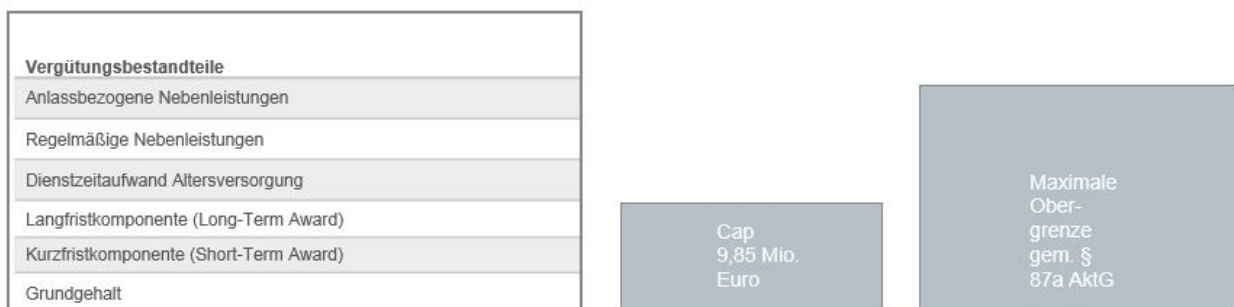 Vergütungsbestandteile
Anlassbezogene Nebenleistungen
Regelmäßige Nebenleistungen
Dienstzeitaufwand Altersversorgung
Langfristkomponente (Long-Term Award)
Kurzfristkomponente (Short-Term Award)
Grundgehalt
Cap
9,85 Mio.
Euro
Maximale
Ober-
grenze
gem. §
87a AktG